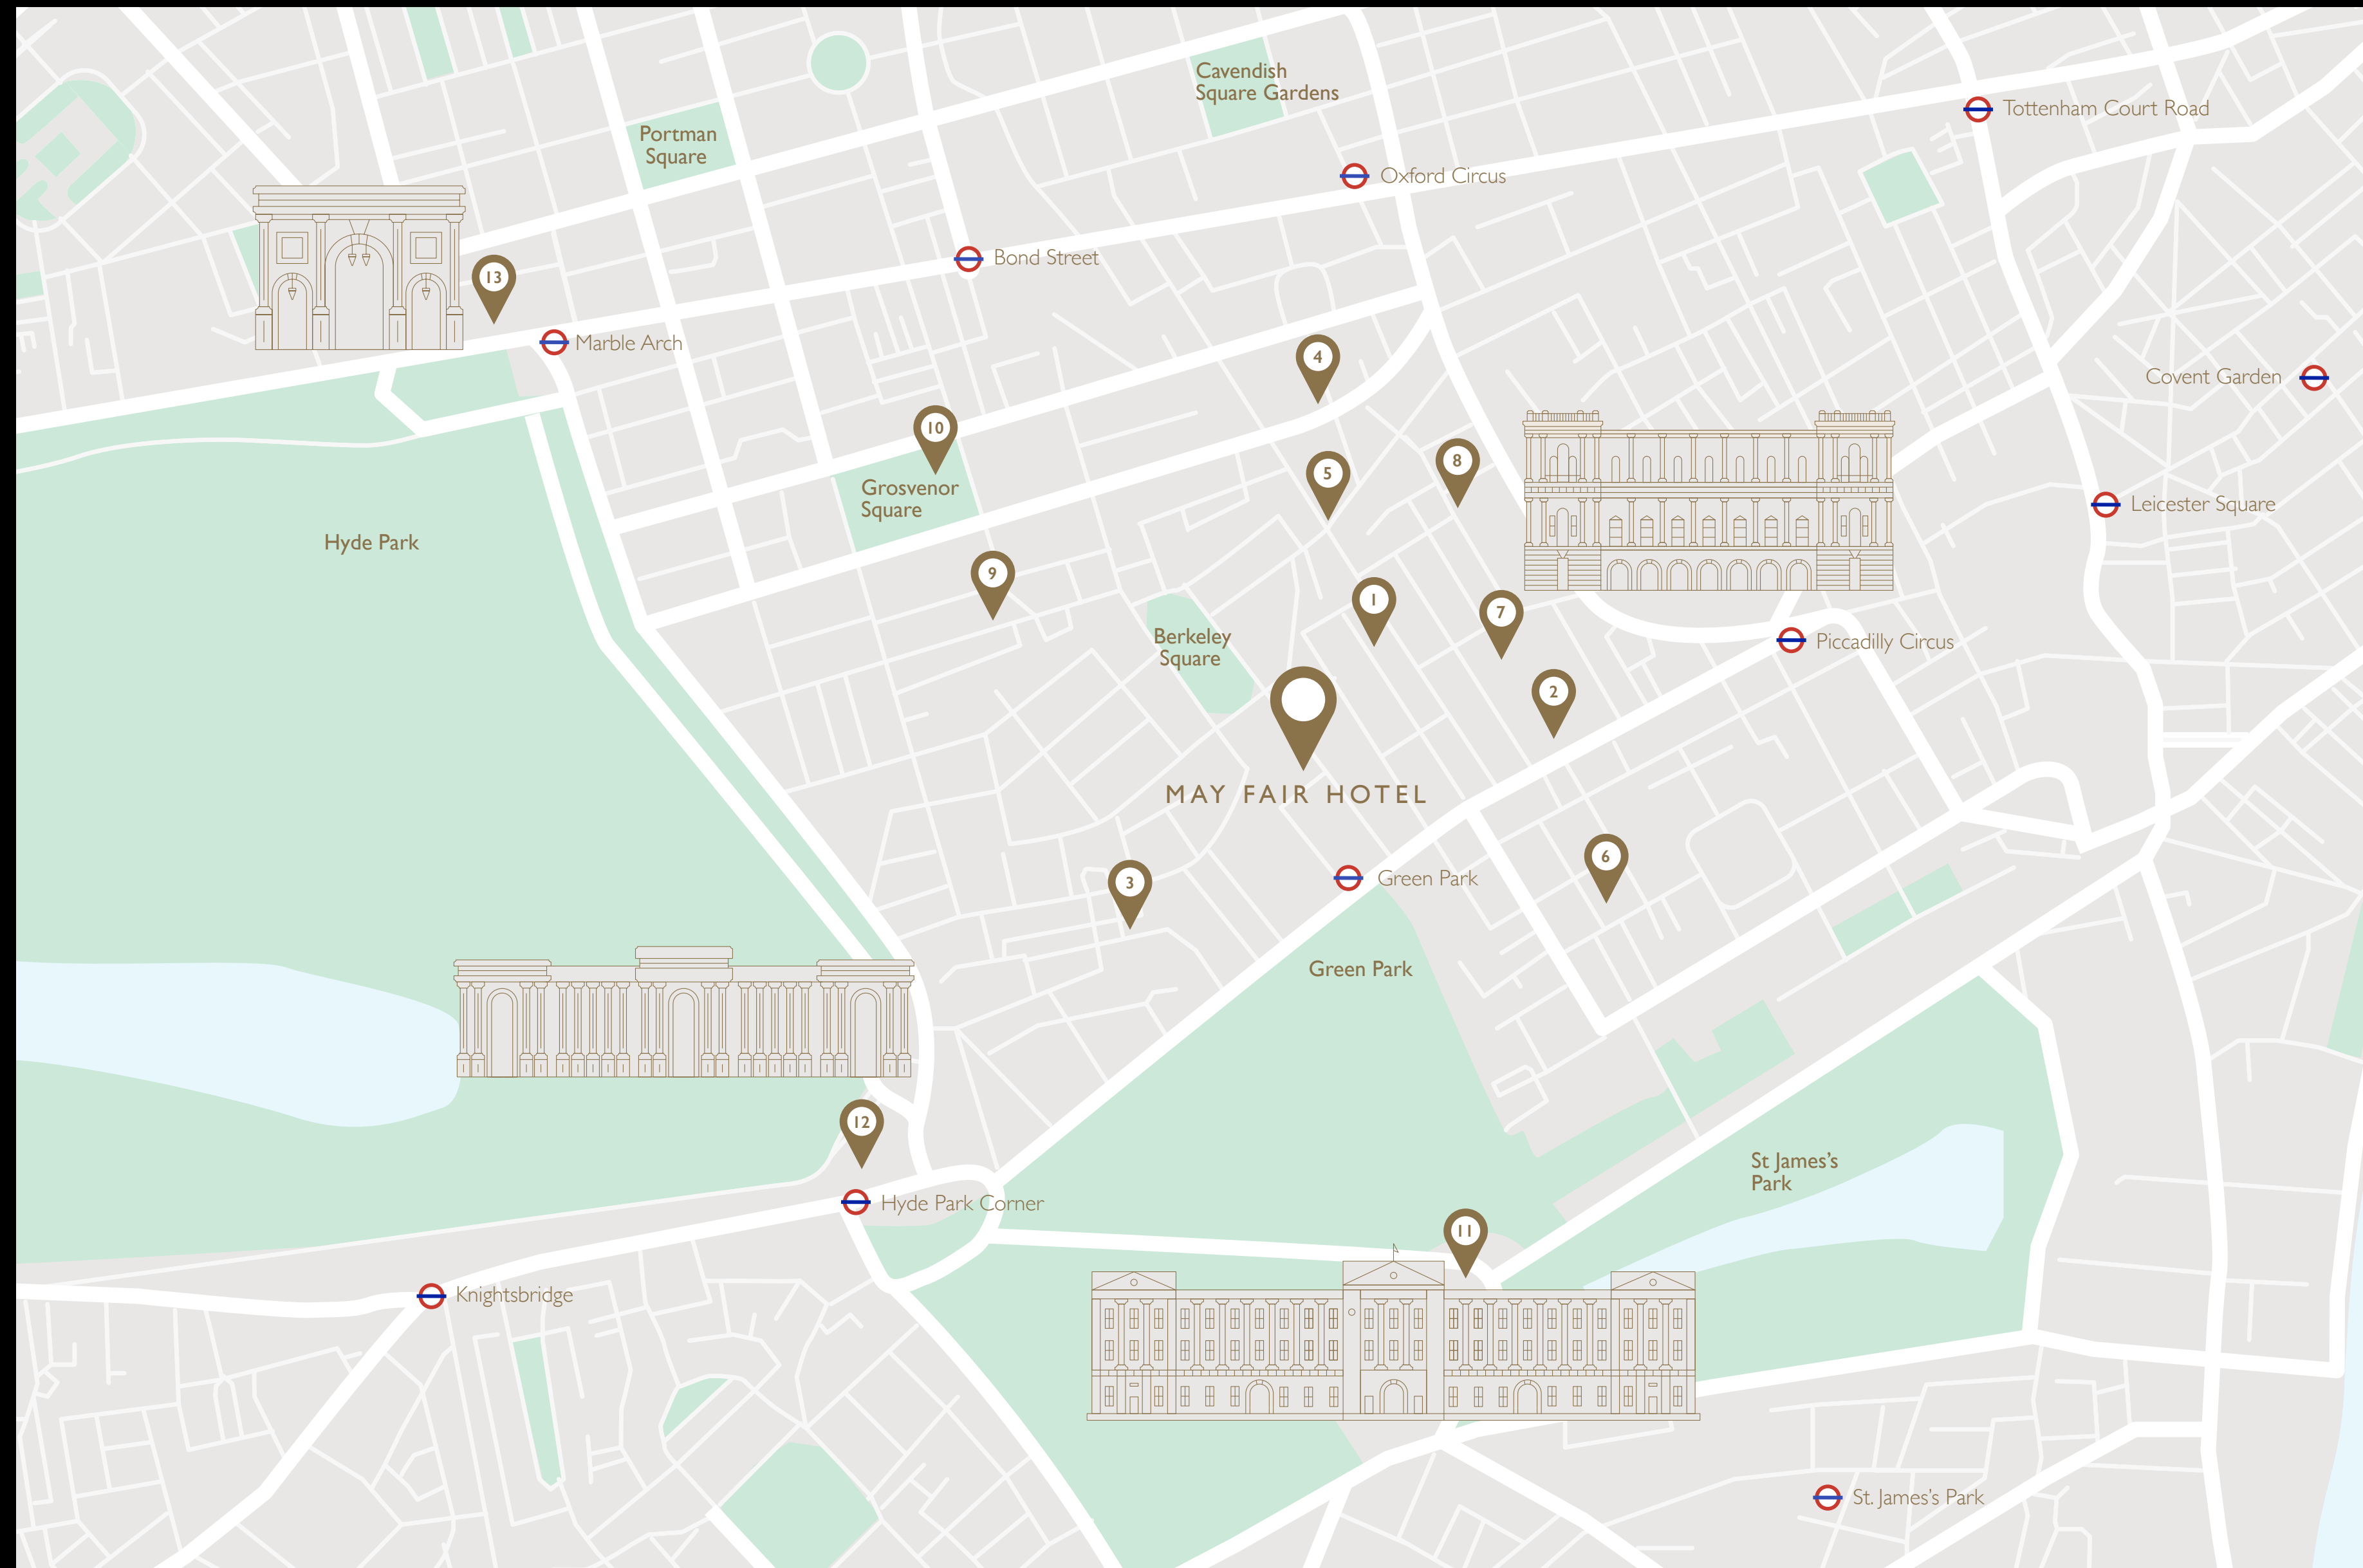 Cavendish
Square Gardens
Tottenham Court Road
Portman
Square
Oxford Circus
Bond Street
13
Marble Arch
4
Covent Garden
10
8
5
Grosvenor
Square
Leicester Square
Hyde Park
9
1
7
Berkeley
Square
Piccadilly Circus
2
MAY FAIR HOTEL
6
3
Green Park
Green Park
12
St James's
Park
Hyde Park Corner
11
Knightsbridge
St. James's Park